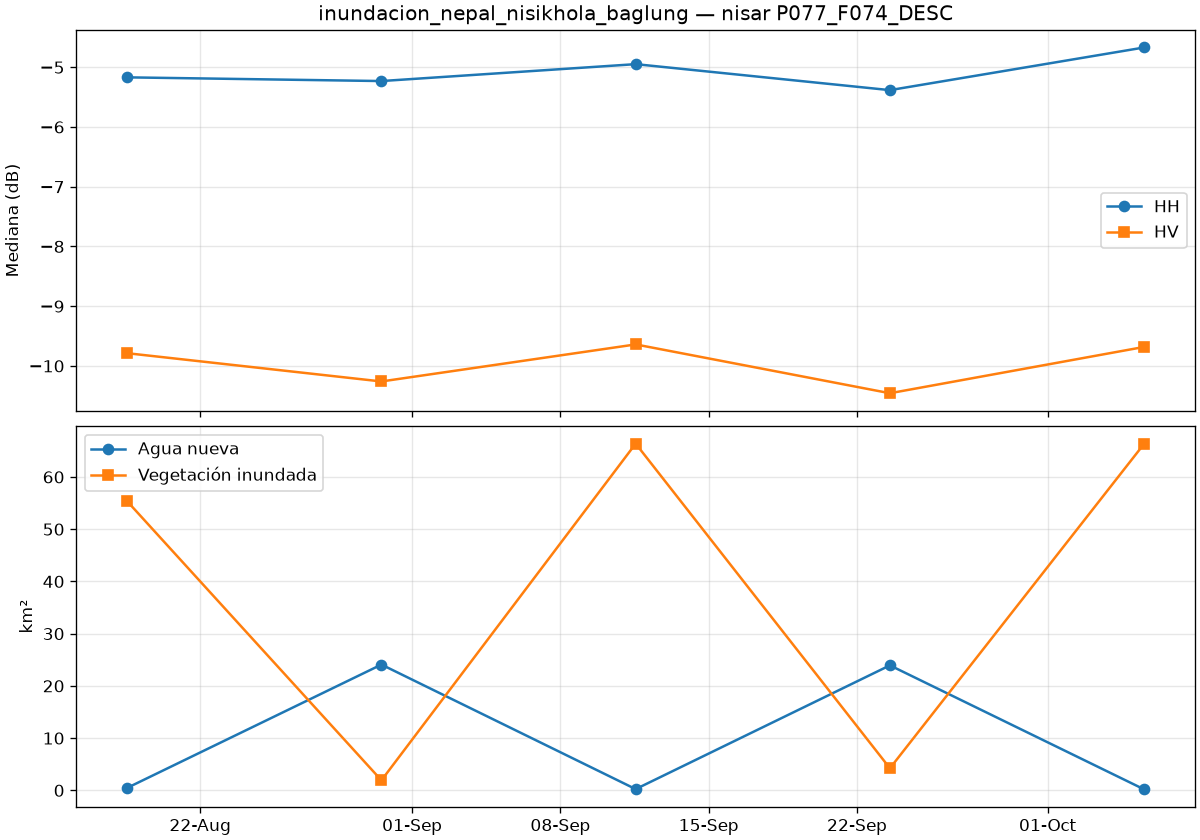 inundacion_nepal_nisikhola_baglung — nisar P077_F074_DESC
Mediana (dB)
−5
−6
−7
−8
−9
−10
HH
HV
km²
60
50
40
30
20
10
0
Agua nueva
Vegetación inundada
22-Aug 01-Sep 08-Sep 15-Sep 22-Sep 01-Oct